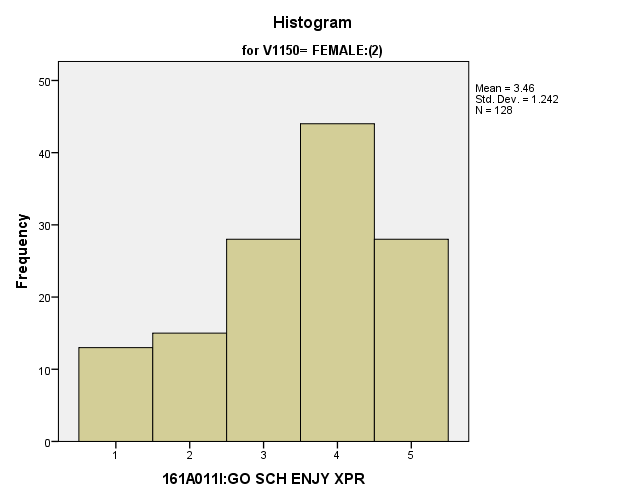 Histogram
for V1150= FEMALE:(2)
Mean = 3.46
Std. Dev. = 1.242
N = 128
50
40
30
20
10
0
Frequency
1 2 3 4 5
161A011I:GO SCH ENJY XPR